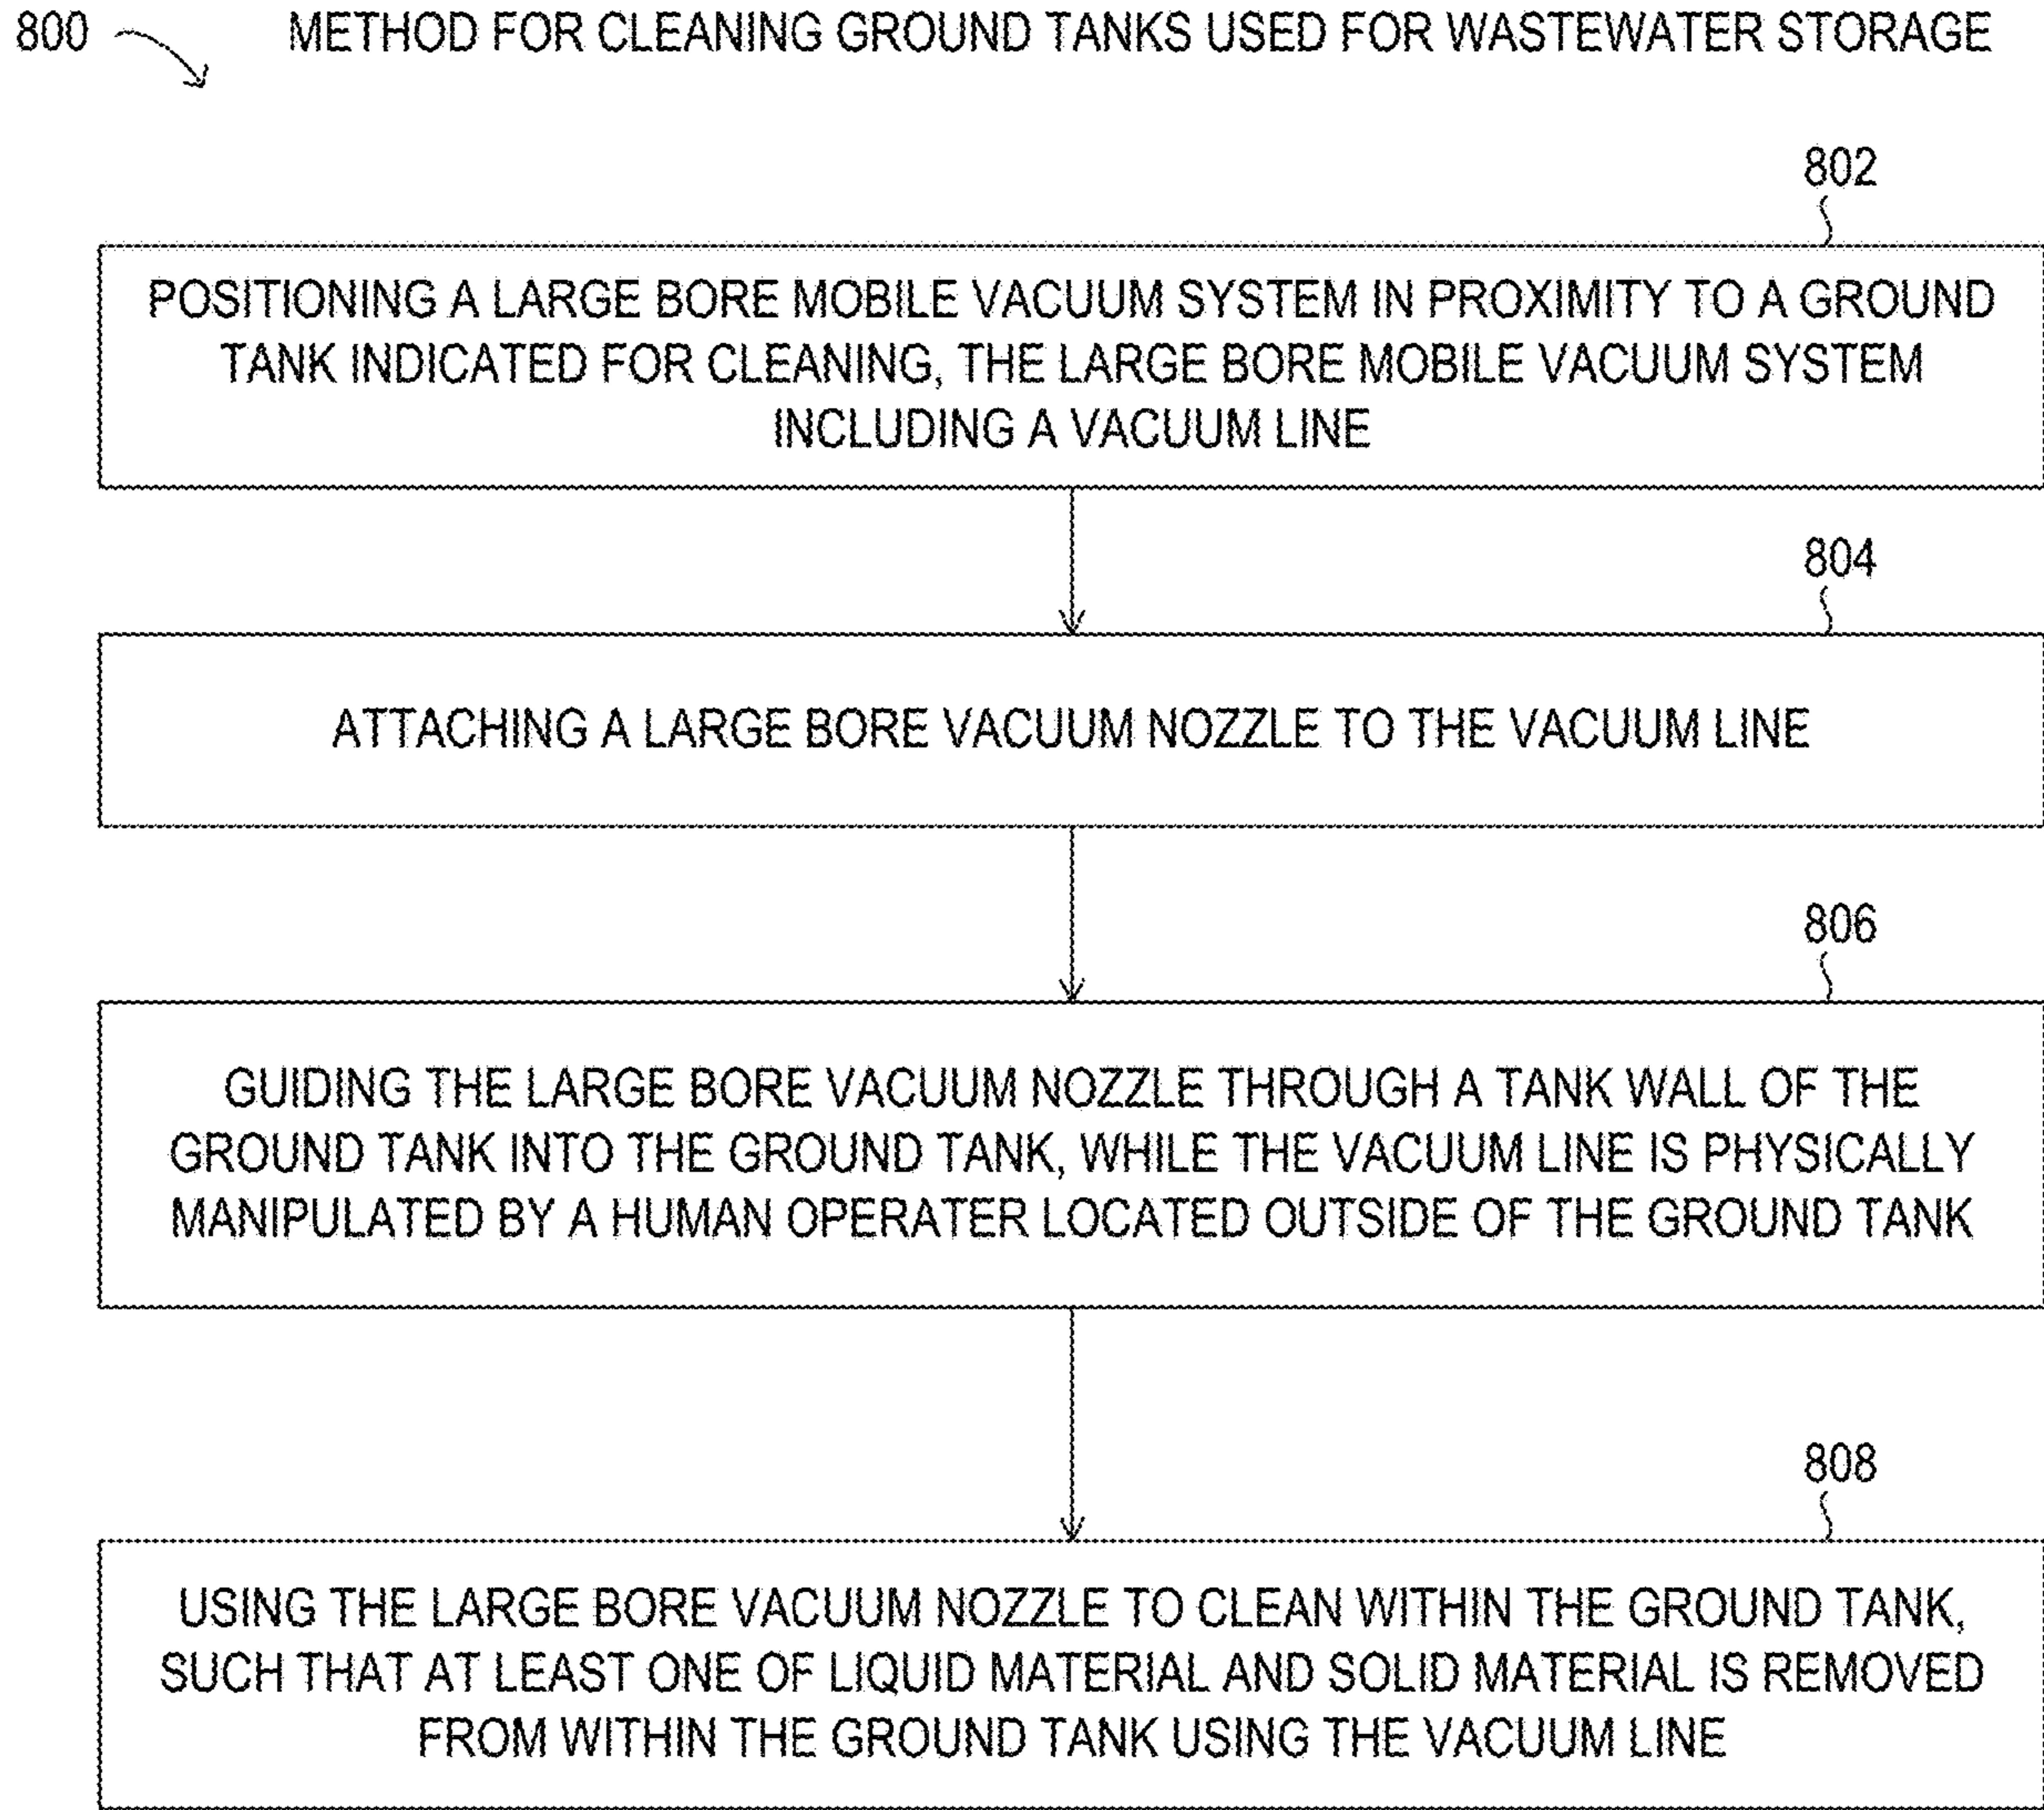 800 METHOD FOR CLEANING GROUND TANKS USED FOR WASTEWATER STORAGE
802
POSITIONING A LARGE BORE MOBILE VACUUM SYSTEM IN PROXIMITY TO A GROUND
TANK INDICATED FOR CLEANING, THE LARGE BORE MOBILE VACUUM SYSTEM
INCLUDING A VACUUM LINE
804
ATTACHING A LARGE BORE VACUUM NOZZLE TO THE VACUUM LINE
806
GUIDING THE LARGE BORE VACUUM NOZZLE THROUGH A TANK WALL OF THE
GROUND TANK INTO THE GROUND TANK, WHILE THE VACUUM LINE IS PHYSICALLY
MANIPULATED BY A HUMAN OPERATER LOCATED OUTSIDE OF THE GROUND TANK
808
USING THE LARGE BORE VACUUM NOZZLE TO CLEAN WITHIN THE GROUND TANK,
SUCH THAT AT LEAST ONE OF LIQUID MATERIAL AND SOLID MATERIAL IS REMOVED
FROM WITHIN THE GROUND TANK USING THE VACUUM LINE